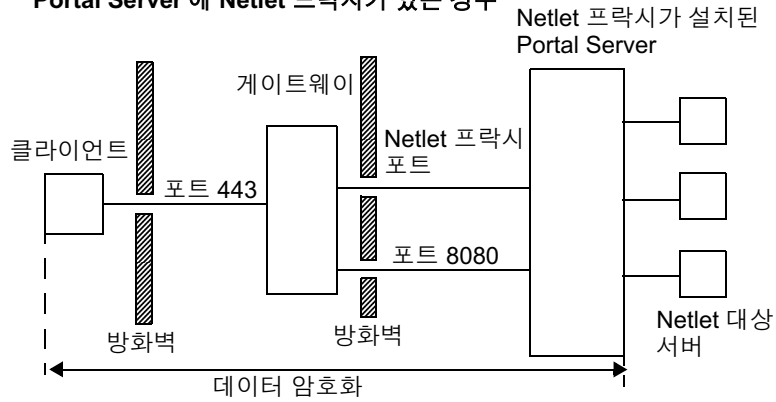 Portal Server 에 Netlet 프락시가 있는 경우
Netlet 프락시가 설치된
Portal Server
게이트웨이
클라이언트
Netlet 프락시
포트
포트 443
포트 8080
방화벽
방화벽
Netlet 대상
서버
데이터 암호화